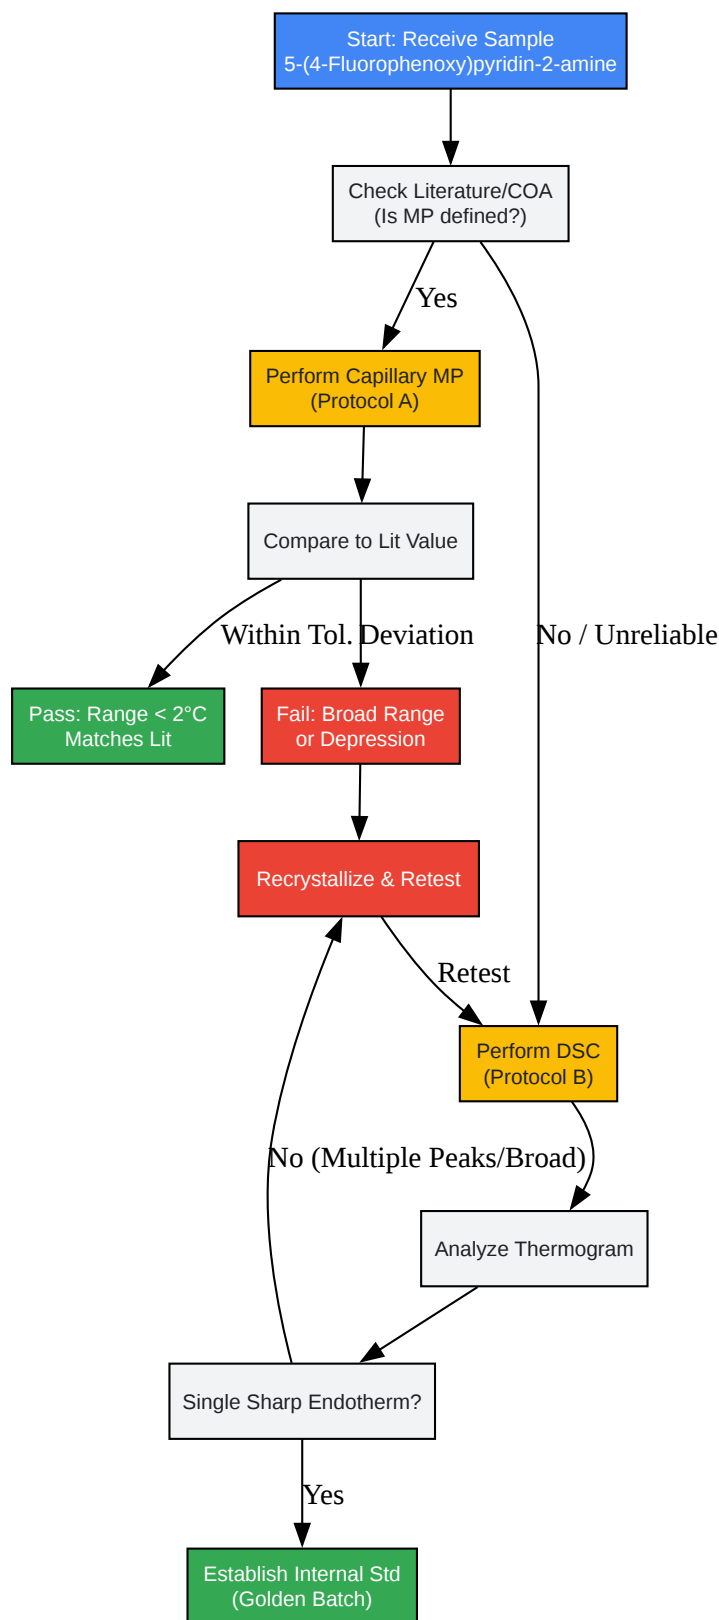 Start: Receive Sample
5-(4-Fluorophenoxy)pyridin-2-amine
Check Literature/COA
(Is MP defined?)
Yes
Perform Capillary MP
(Protocol A)
Compare to Lit Value
Within Tol.
Deviation
No / Unreliable
Pass: Range < 2°C
Matches Lit
Fail: Broad Range
or Depression
Recrystallize & Retest
Retest
Perform DSC
(Protocol B)
No (Multiple Peaks/Broad)
Analyze Thermogram
Single Sharp Endotherm?
Yes
Establish Internal Std
(Golden Batch)